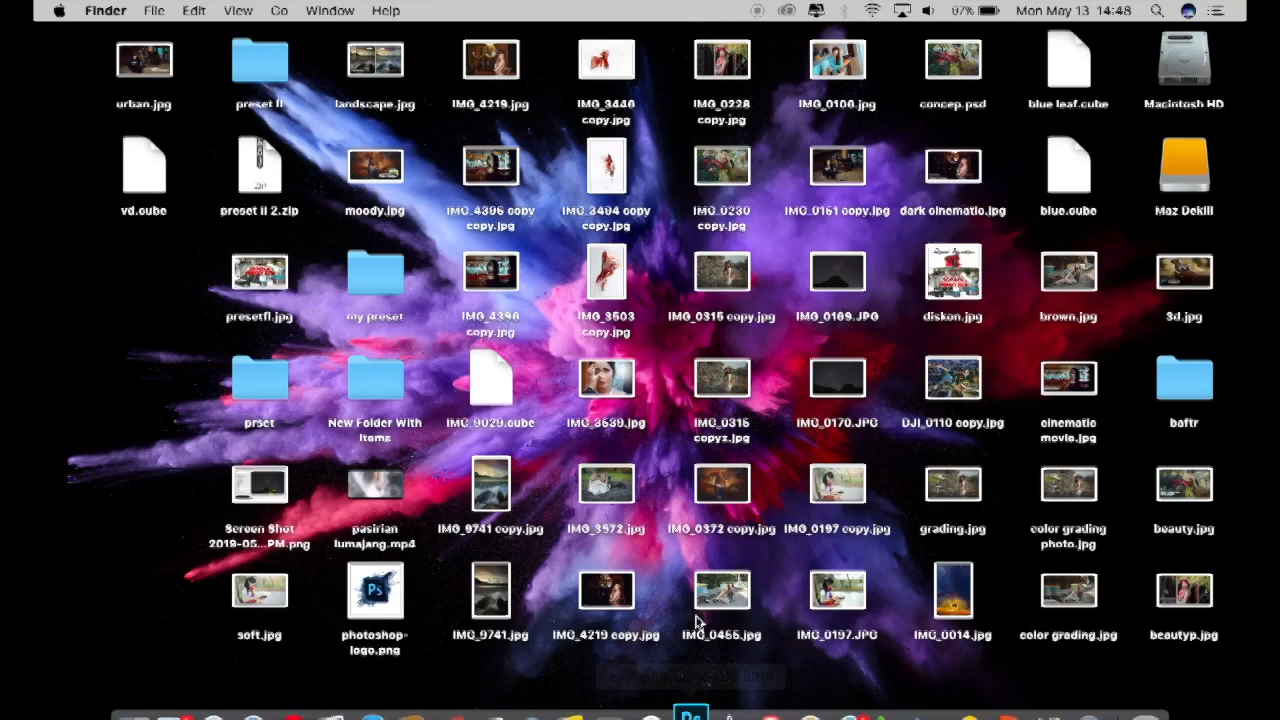 Finder File Edit View Go Window Help 97% Mon May 13 14:48
urban.jpg preset II landscape.jpg IMG_4219.jpg IMG_3440 IMG_0228 IMG_0106.jpg concep.psd blue leaf.cube Macintosh HD
copy.jpg copy.jpg
vd.cube preset II 2.zip moody.jpg IMG_4396 copy IMG_3494 copy IMG_0230 IMG_0151 copy.jpg dark cinematic.jpg blue.cube Maz Dekill
copy.jpg copy.jpg copy.jpg
presetfl.jpg my preset IMG_4396 IMG_3503 IMG_0315 copy.jpg IMG_0169.JPG diskon.jpg brown.jpg 3d.jpg
copy.jpg copy.jpg
prset New Folder With IMG_9029.cube IMG_3539.jpg IMG_0315 IMG_0170.JPG DJI_0110 copy.jpg cinematic baftr
Items copyz.jpg movie.jpg
Screen Shot pasirian IMG_9741 copy.jpg IMG_3572.jpg IMG_0372 copy.jpg IMG_0197 copy.jpg grading.jpg color grading beauty.jpg
2019-05...PM.png lumajang.mp4 photo.jpg
soft.jpg photoshop- IMG_9741.jpg IMG_4219 copy.jpg IMG_0455.jpg IMG_0197.JPG IMG_0014.jpg color grading.jpg beautyp.jpg
logo.png
Ps